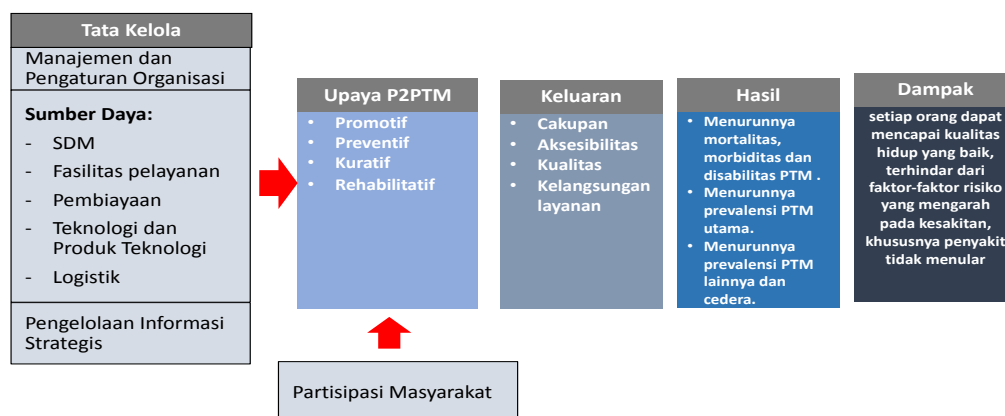 Tata Kelola
Manajemen dan
Pengaturan Organisasi
Sumber Daya:
- SDM
- Fasilitas pelayanan
- Pembiayaan
- Teknologi dan
Produk Teknologi
- Logistik
Pengelolaan Informasi
Strategis
Upaya P2PTM
• Promotif
• Preventif
• Kuratif
• Rehabilitatif
Partisipasi Masyarakat
Keluaran
• Cakupan
• Aksesibilitas
• Kualitas
• Kelangsungan
layanan
Hasil
• Menurunnya
mortalitas,
morbiditas dan
disabilitas PTM .
• Menurunnya
prevalensi PTM
utama.
• Menurunnya
prevalensi PTM
lainnya dan
cedera.
Dampak
setiap orang dapat
mencapai kualitas
hidup yang baik,
terhindar dari
faktor-faktor risiko
yang mengarah
pada kesakitan,
khususnya penyakit
tidak menular